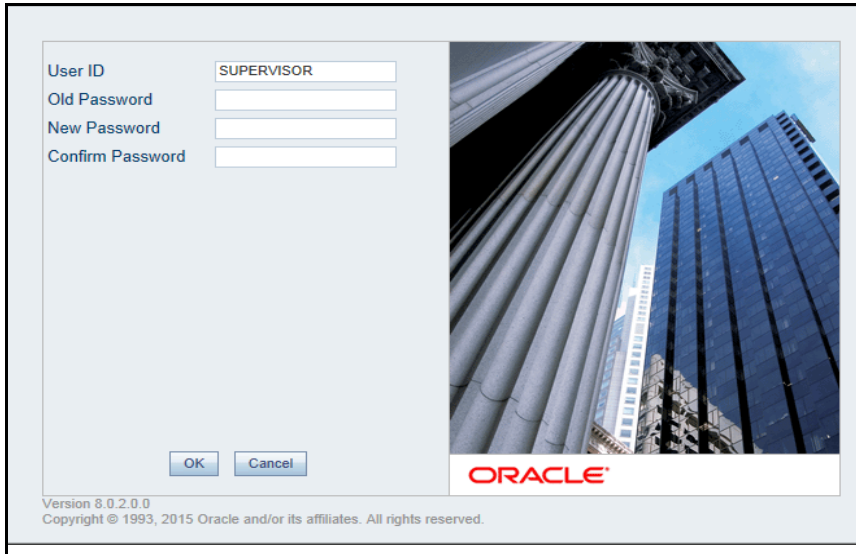 User ID SUPERVISOR
Old Password
New Password
Confirm Password
OK Cancel
ORACLE®
Version 8.0.2.0.0
Copyright © 1993, 2015 Oracle and/or its affiliates. All rights reserved.